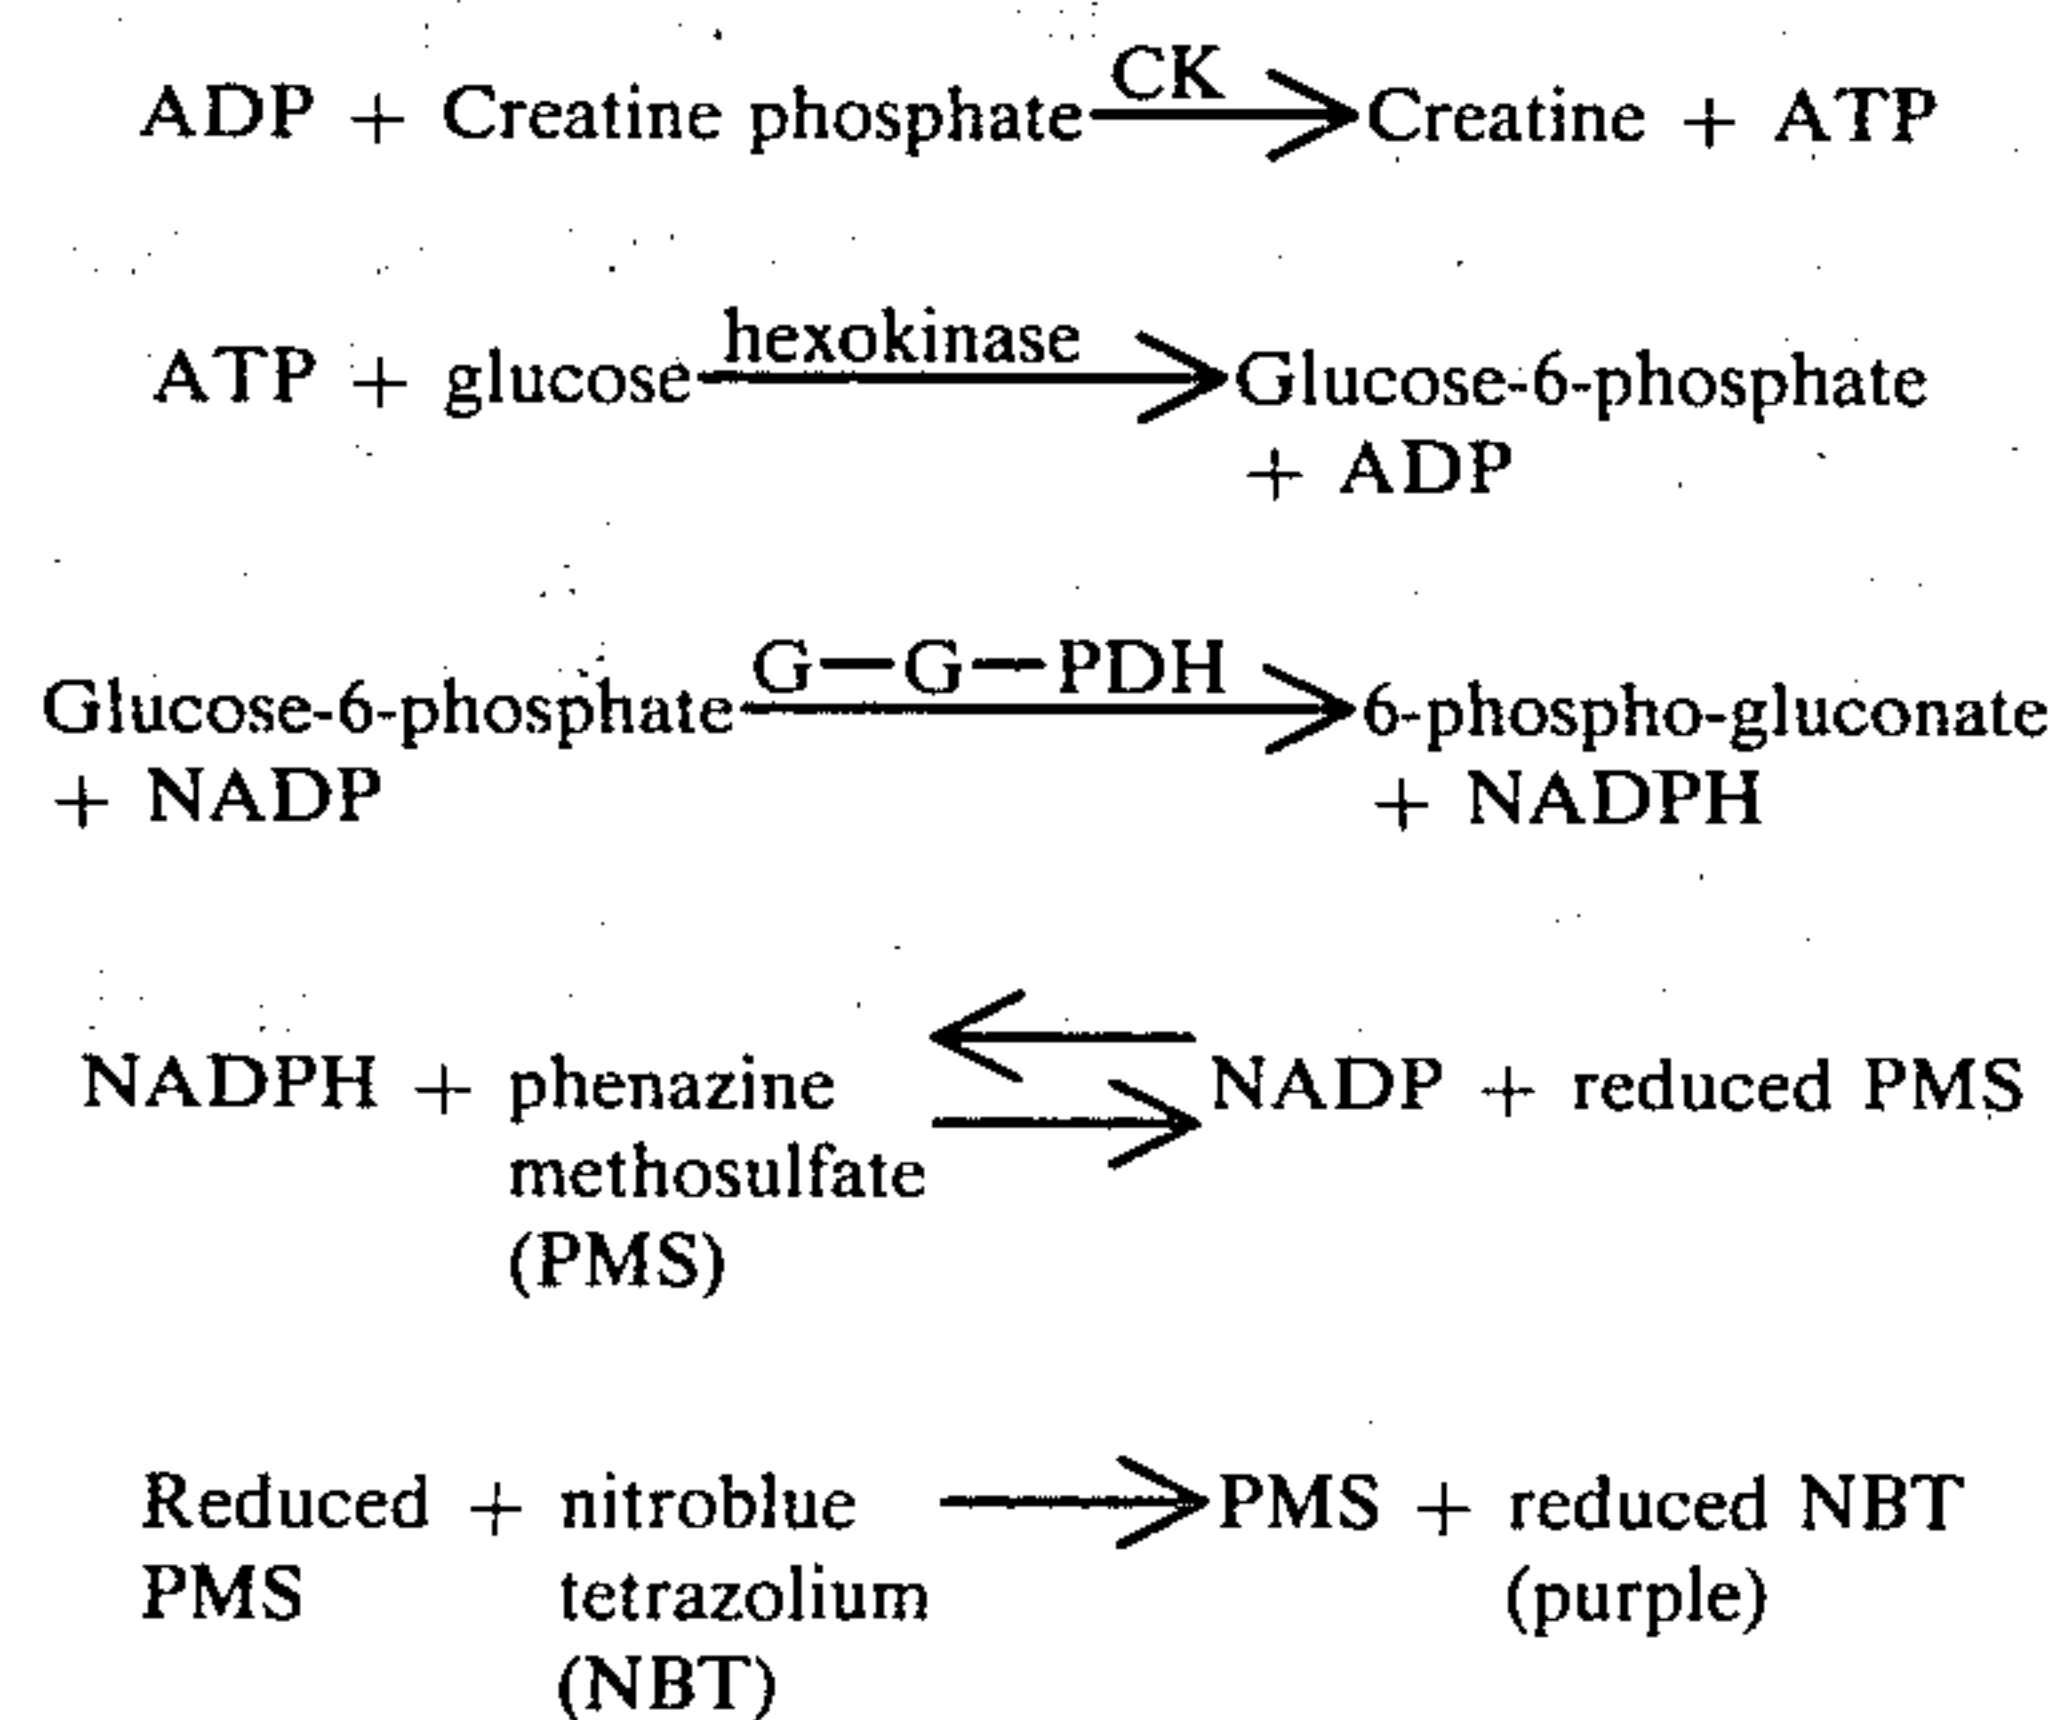 CK
ADP + Creatine phosphate → Creatine + ATP
hexokinase
ATP + glucose → Glucose-6-phosphate
+ ADP
G—G—PDH
Glucose-6-phosphate → 6-phospho-gluconate
+ NADP + NADPH
NADPH + phenazine ⇄ NADP + reduced PMS
methosulfate
(PMS)
Reduced + nitroblue → PMS + reduced NBT
PMS tetrazolium (purple)
(NBT)